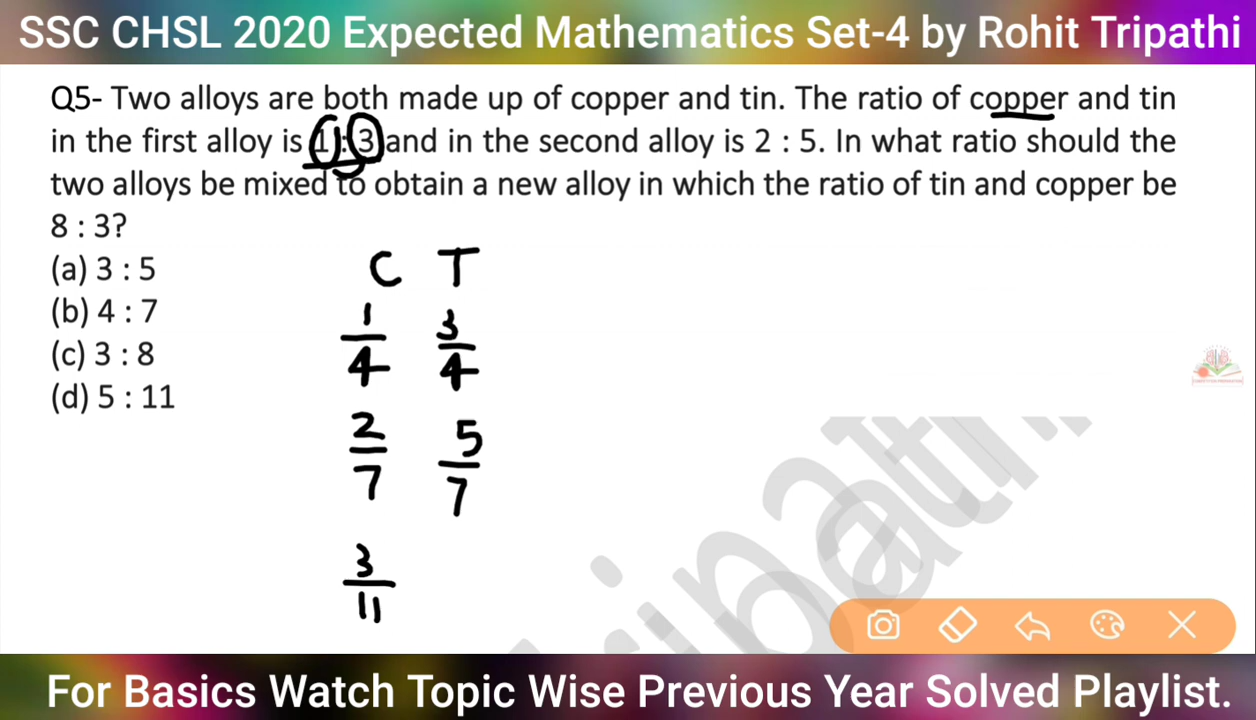 SSC CHSL 2020 Expected Mathematics Set-4 by Rohit Tripathi
Q5- Two alloys are both made up of copper and tin. The ratio of copper and tin
in the first alloy is 1 : 3 and in the second alloy is 2 : 5. In what ratio should the
two alloys be mixed to obtain a new alloy in which the ratio of tin and copper be
8 : 3?
(a) 3 : 5
(b) 4 : 7
(c) 3 : 8
(d) 5 : 11
C T
1/4 3/4
2/7 5/7
3/11
For Basics Watch Topic Wise Previous Year Solved Playlist.